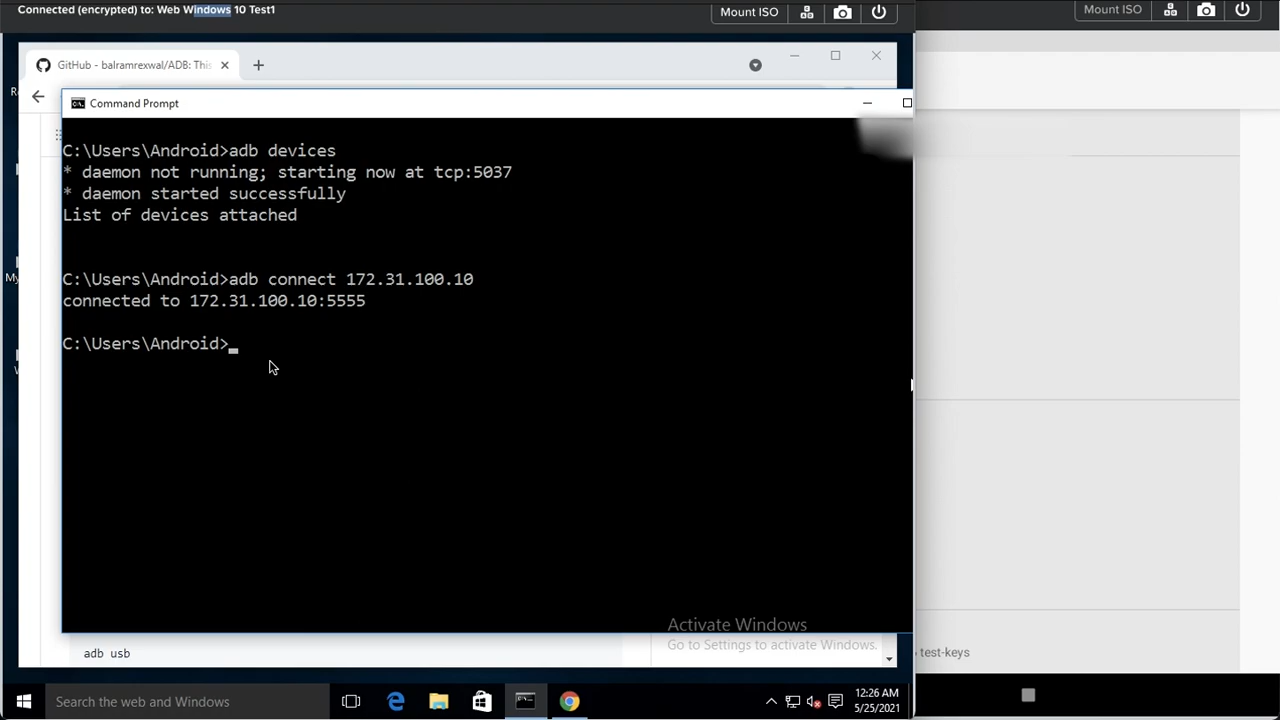 Connected (encrypted) to: Web Windows 10 Test1
Mount ISO
Mount ISO
GitHub - balramrexwal/ADB: This
Command Prompt
C:\Users\Android>adb devices
* daemon not running; starting now at tcp:5037
* daemon started successfully
List of devices attached
C:\Users\Android>adb connect 172.31.100.10
connected to 172.31.100.10:5555
C:\Users\Android>_
Activate Windows
Go to Settings to activate Windows.
adb usb
test-keys
Search the web and Windows
12:26 AM
5/25/2021